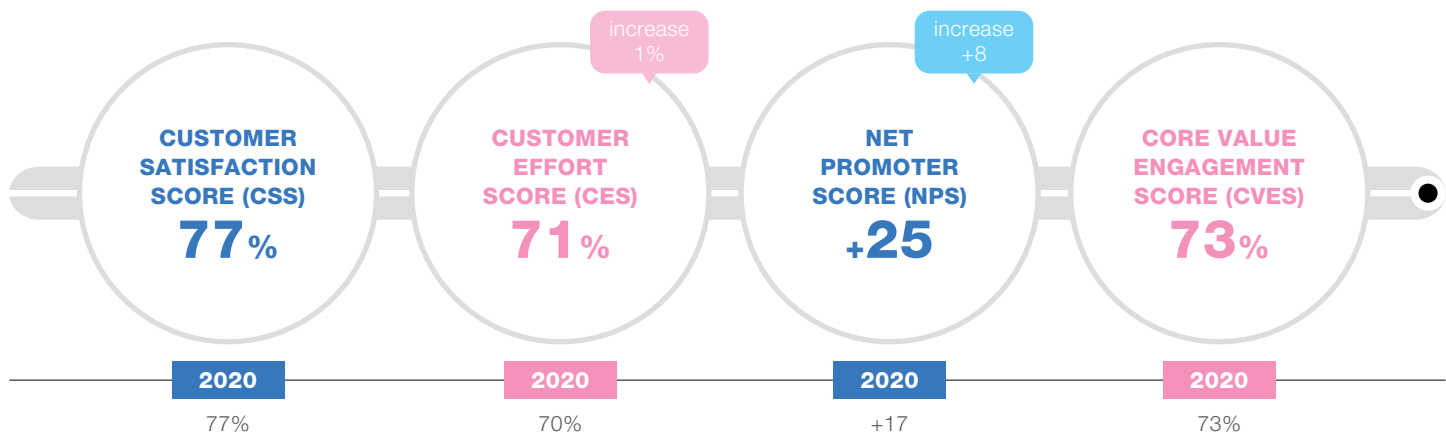 increase
1%
increase
+8
CUSTOMER
SATISFACTION
SCORE (CSS)
77%
CUSTOMER
EFFORT
SCORE (CES)
71%
NET
PROMOTER
SCORE (NPS)
+25
CORE VALUE
ENGAGEMENT
SCORE (CVES)
73%
2020
2020
2020
2020
77%
70%
+17
73%